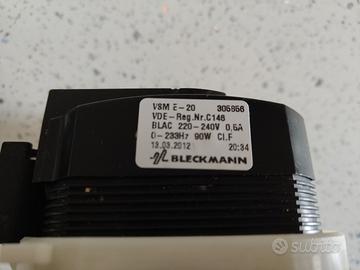 VSM E-20 305956
VDE-Reg.Nr.C146
BLAC 220-240V 0,6A
0-233Hz 90W Cl.F
13.03.2012 20:34
BLECKMANN
subito